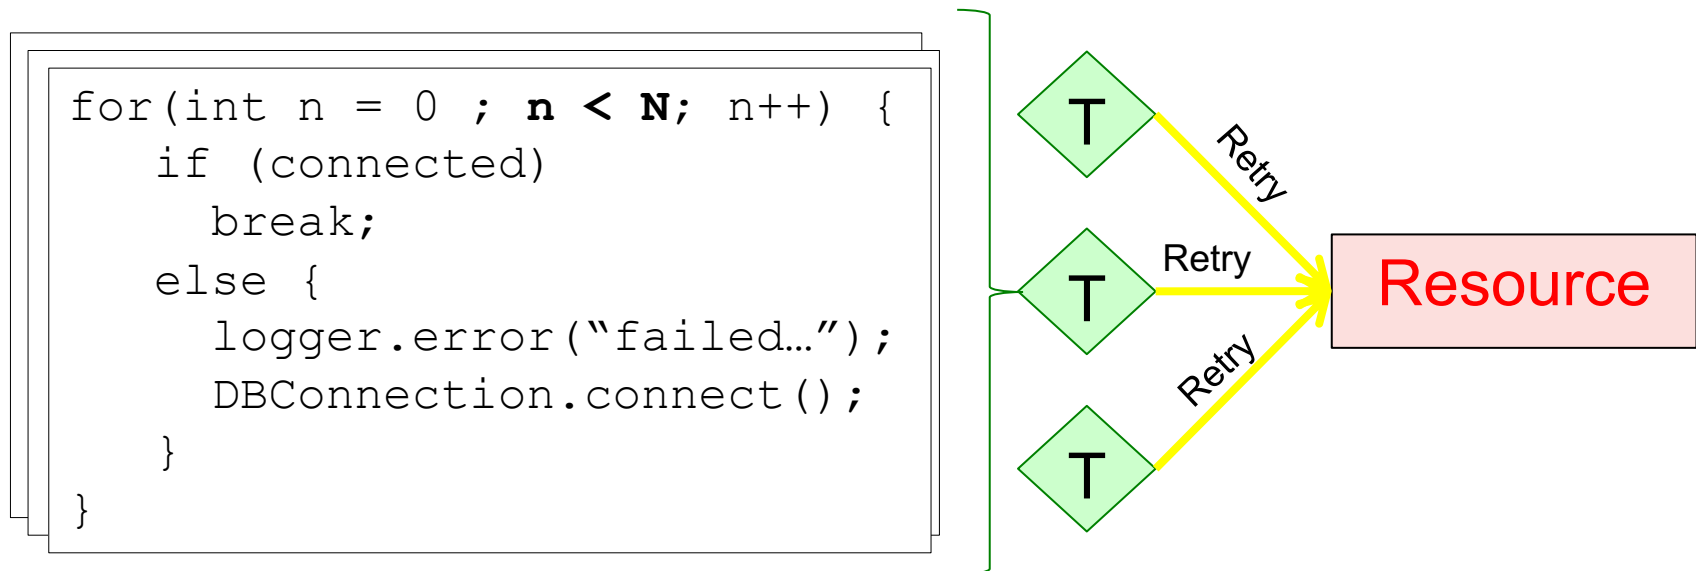 for(int n = 0 ; n < N; n++) {
if (connected)
break;
else {
logger.error(“failed…”);
DBConnection.connect();
}
}
T
Retry
T
Retry
T
Retry
Resource